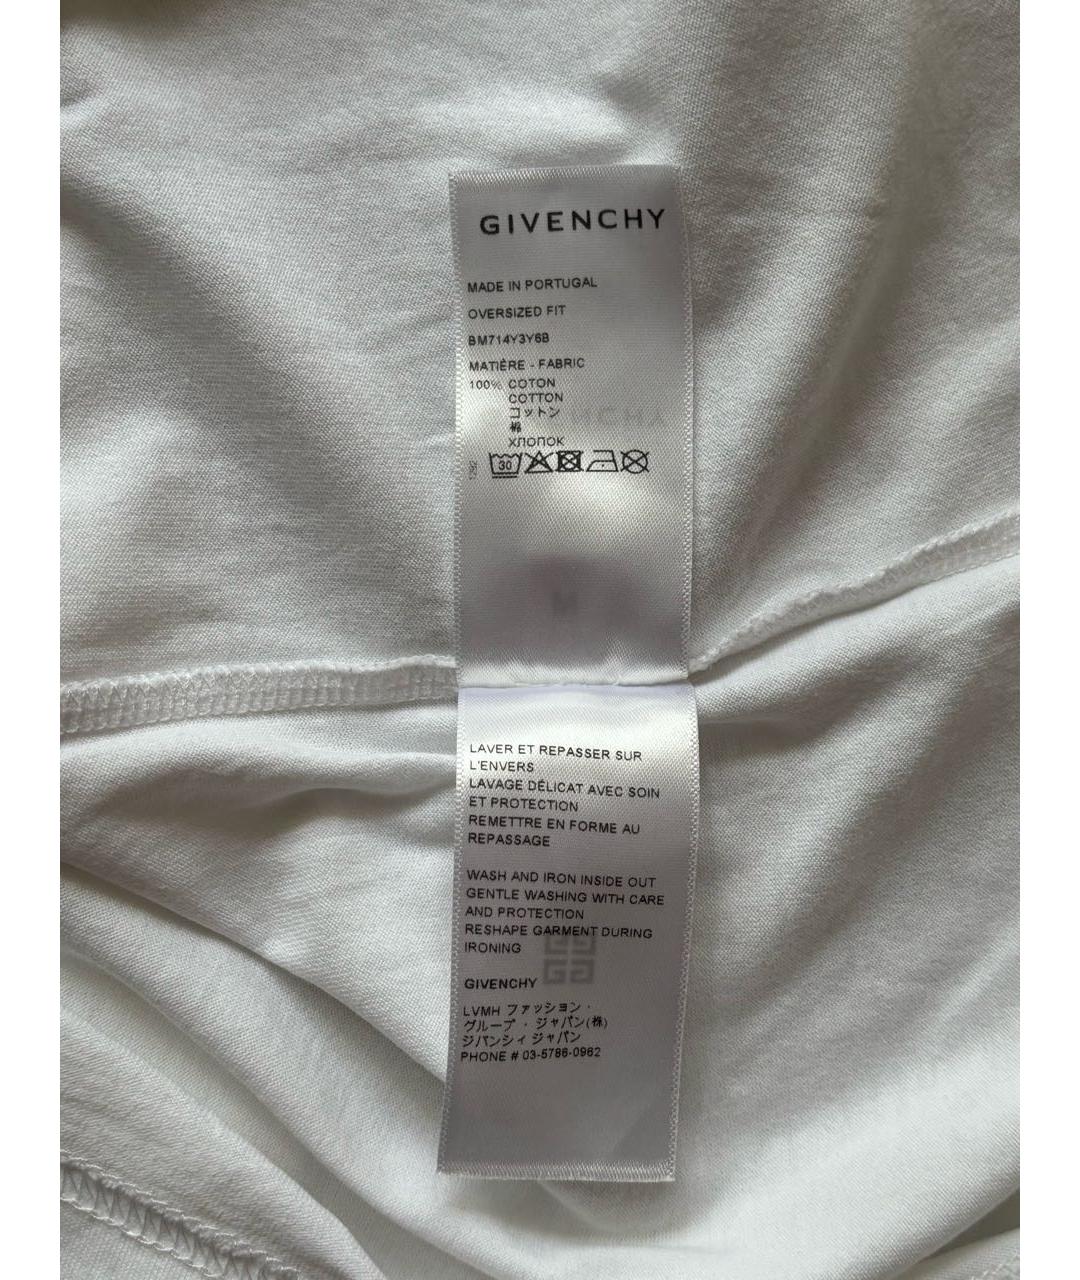 GIVENCHY
MADE IN PORTUGAL
OVERSIZED FIT
BM714Y3Y6B
MATIÈRE - FABRIC
100% COTON
COTTON
コットン
棉
ХЛОПОК
30
M
LAVER ET REPASSER SUR
L'ENVERS
LAVAGE DÉLICAT AVEC SOIN
ET PROTECTION
REMETTRE EN FORME AU
REPASSAGE
WASH AND IRON INSIDE OUT
GENTLE WASHING WITH CARE
AND PROTECTION
RESHAPE GARMENT DURING
IRONING
GIVENCHY
LVMH ファッション・
グループ・ジャパン(株)
ジバンシィ ジャパン
PHONE # 03-5786-0962